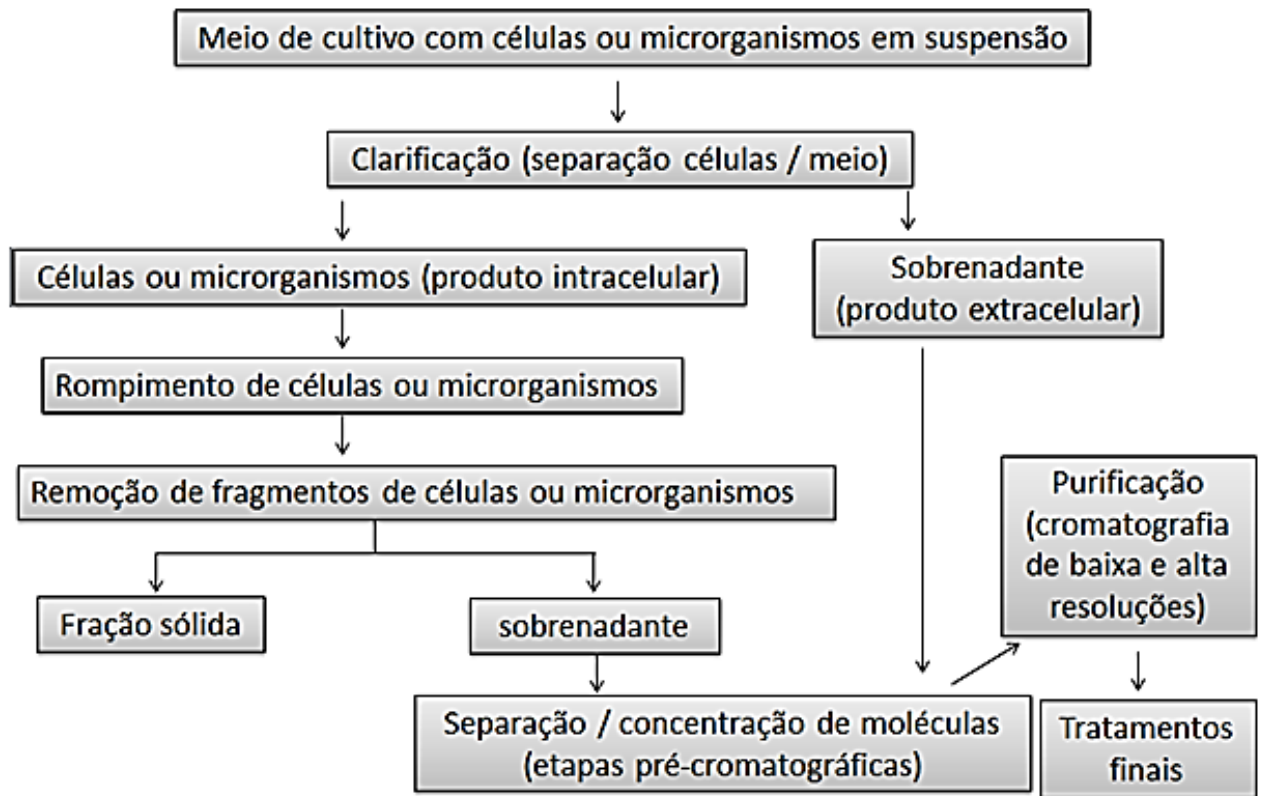 Meio de cultivo com células ou microrganismos em suspensão
Clarificação (separação células / meio)
Células ou microrganismos (produto intracelular)
Sobrenadante
(produto extracelular)
Rompimento de células ou microrganismos
Remoção de fragmentos de células ou microrganismos
Fração sólida
sobrenadante
Separação / concentração de moléculas
(etapas pré-cromatográficas)
Purificação
(cromatografia
de baixa e alta
resoluções)
Tratamentos
finais